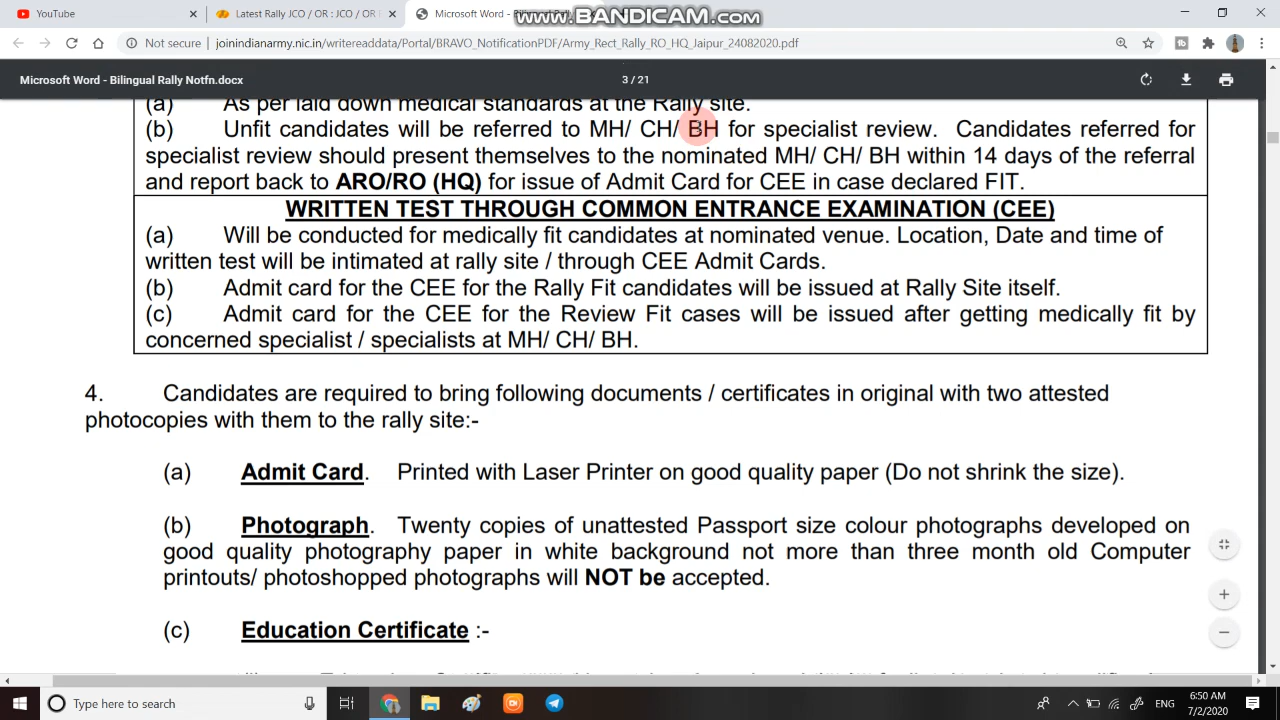 YouTube
Latest Rally JCO / OR : JCO / OR
Microsoft Word - Bilingual R
www.BANDICAM.com
Not secure
joinindianarmy.nic.in/writereaddata/Portal/BRAVO_NotificationPDF/Army_Rect_Rally_RO_HQ_Jaipur_24082020.pdf
Microsoft Word - Bilingual Rally Notfn.docx
3 / 21
(a) As per laid down medical standards at the Rally site.
(b) Unfit candidates will be referred to MH/ CH/ BH for specialist review. Candidates referred for
specialist review should present themselves to the nominated MH/ CH/ BH within 14 days of the referral
and report back to ARO/RO (HQ) for issue of Admit Card for CEE in case declared FIT.
WRITTEN TEST THROUGH COMMON ENTRANCE EXAMINATION (CEE)
(a) Will be conducted for medically fit candidates at nominated venue. Location, Date and time of
written test will be intimated at rally site / through CEE Admit Cards.
(b) Admit card for the CEE for the Rally Fit candidates will be issued at Rally Site itself.
(c) Admit card for the CEE for the Review Fit cases will be issued after getting medically fit by
concerned specialist / specialists at MH/ CH/ BH.
4. Candidates are required to bring following documents / certificates in original with two attested
photocopies with them to the rally site:-
(a) Admit Card. Printed with Laser Printer on good quality paper (Do not shrink the size).
(b) Photograph. Twenty copies of unattested Passport size colour photographs developed on
good quality photography paper in white background not more than three month old Computer
printouts/ photoshopped photographs will NOT be accepted.
(c) Education Certificate :-
Type here to search
ENG
6:50 AM
7/2/2020